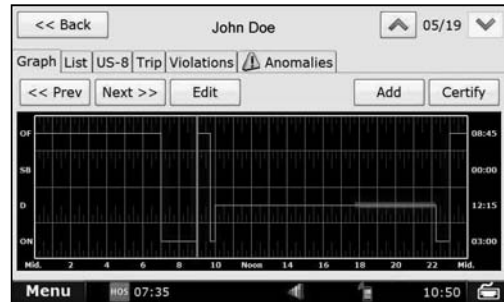 << Back John Doe 05/19
Graph List US-8 Trip Violations Anomalies
<< Prev Next >> Edit Add Certify
OF 08:45
SB 00:00
D 12:15
ON 03:00
Mid. 2 4 6 8 10 Noon 14 16 18 20 22 Mid.
Menu HOS 07:35 10:50